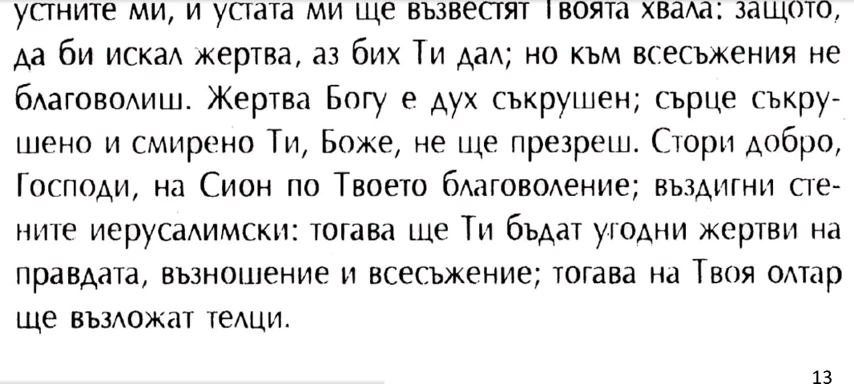 устните ми, и устата ми ще възвестят Твоята хвала: защото,
да би искал жертва, аз бих Ти дал; но към всесъжения не
благоволиш. Жертва Богу е дух съкрушен; сърце съкру-
шено и смирено Ти, Боже, не ще презреш. Стори добро,
Господи, на Сион по Твоето благоволение; въздигни сте-
ните иерусалимски: тогава ще Ти бъдат угодни жертви на
правдата, възношение и всесъжение; тогава на Твоя олтар
ще възложат телци.
13